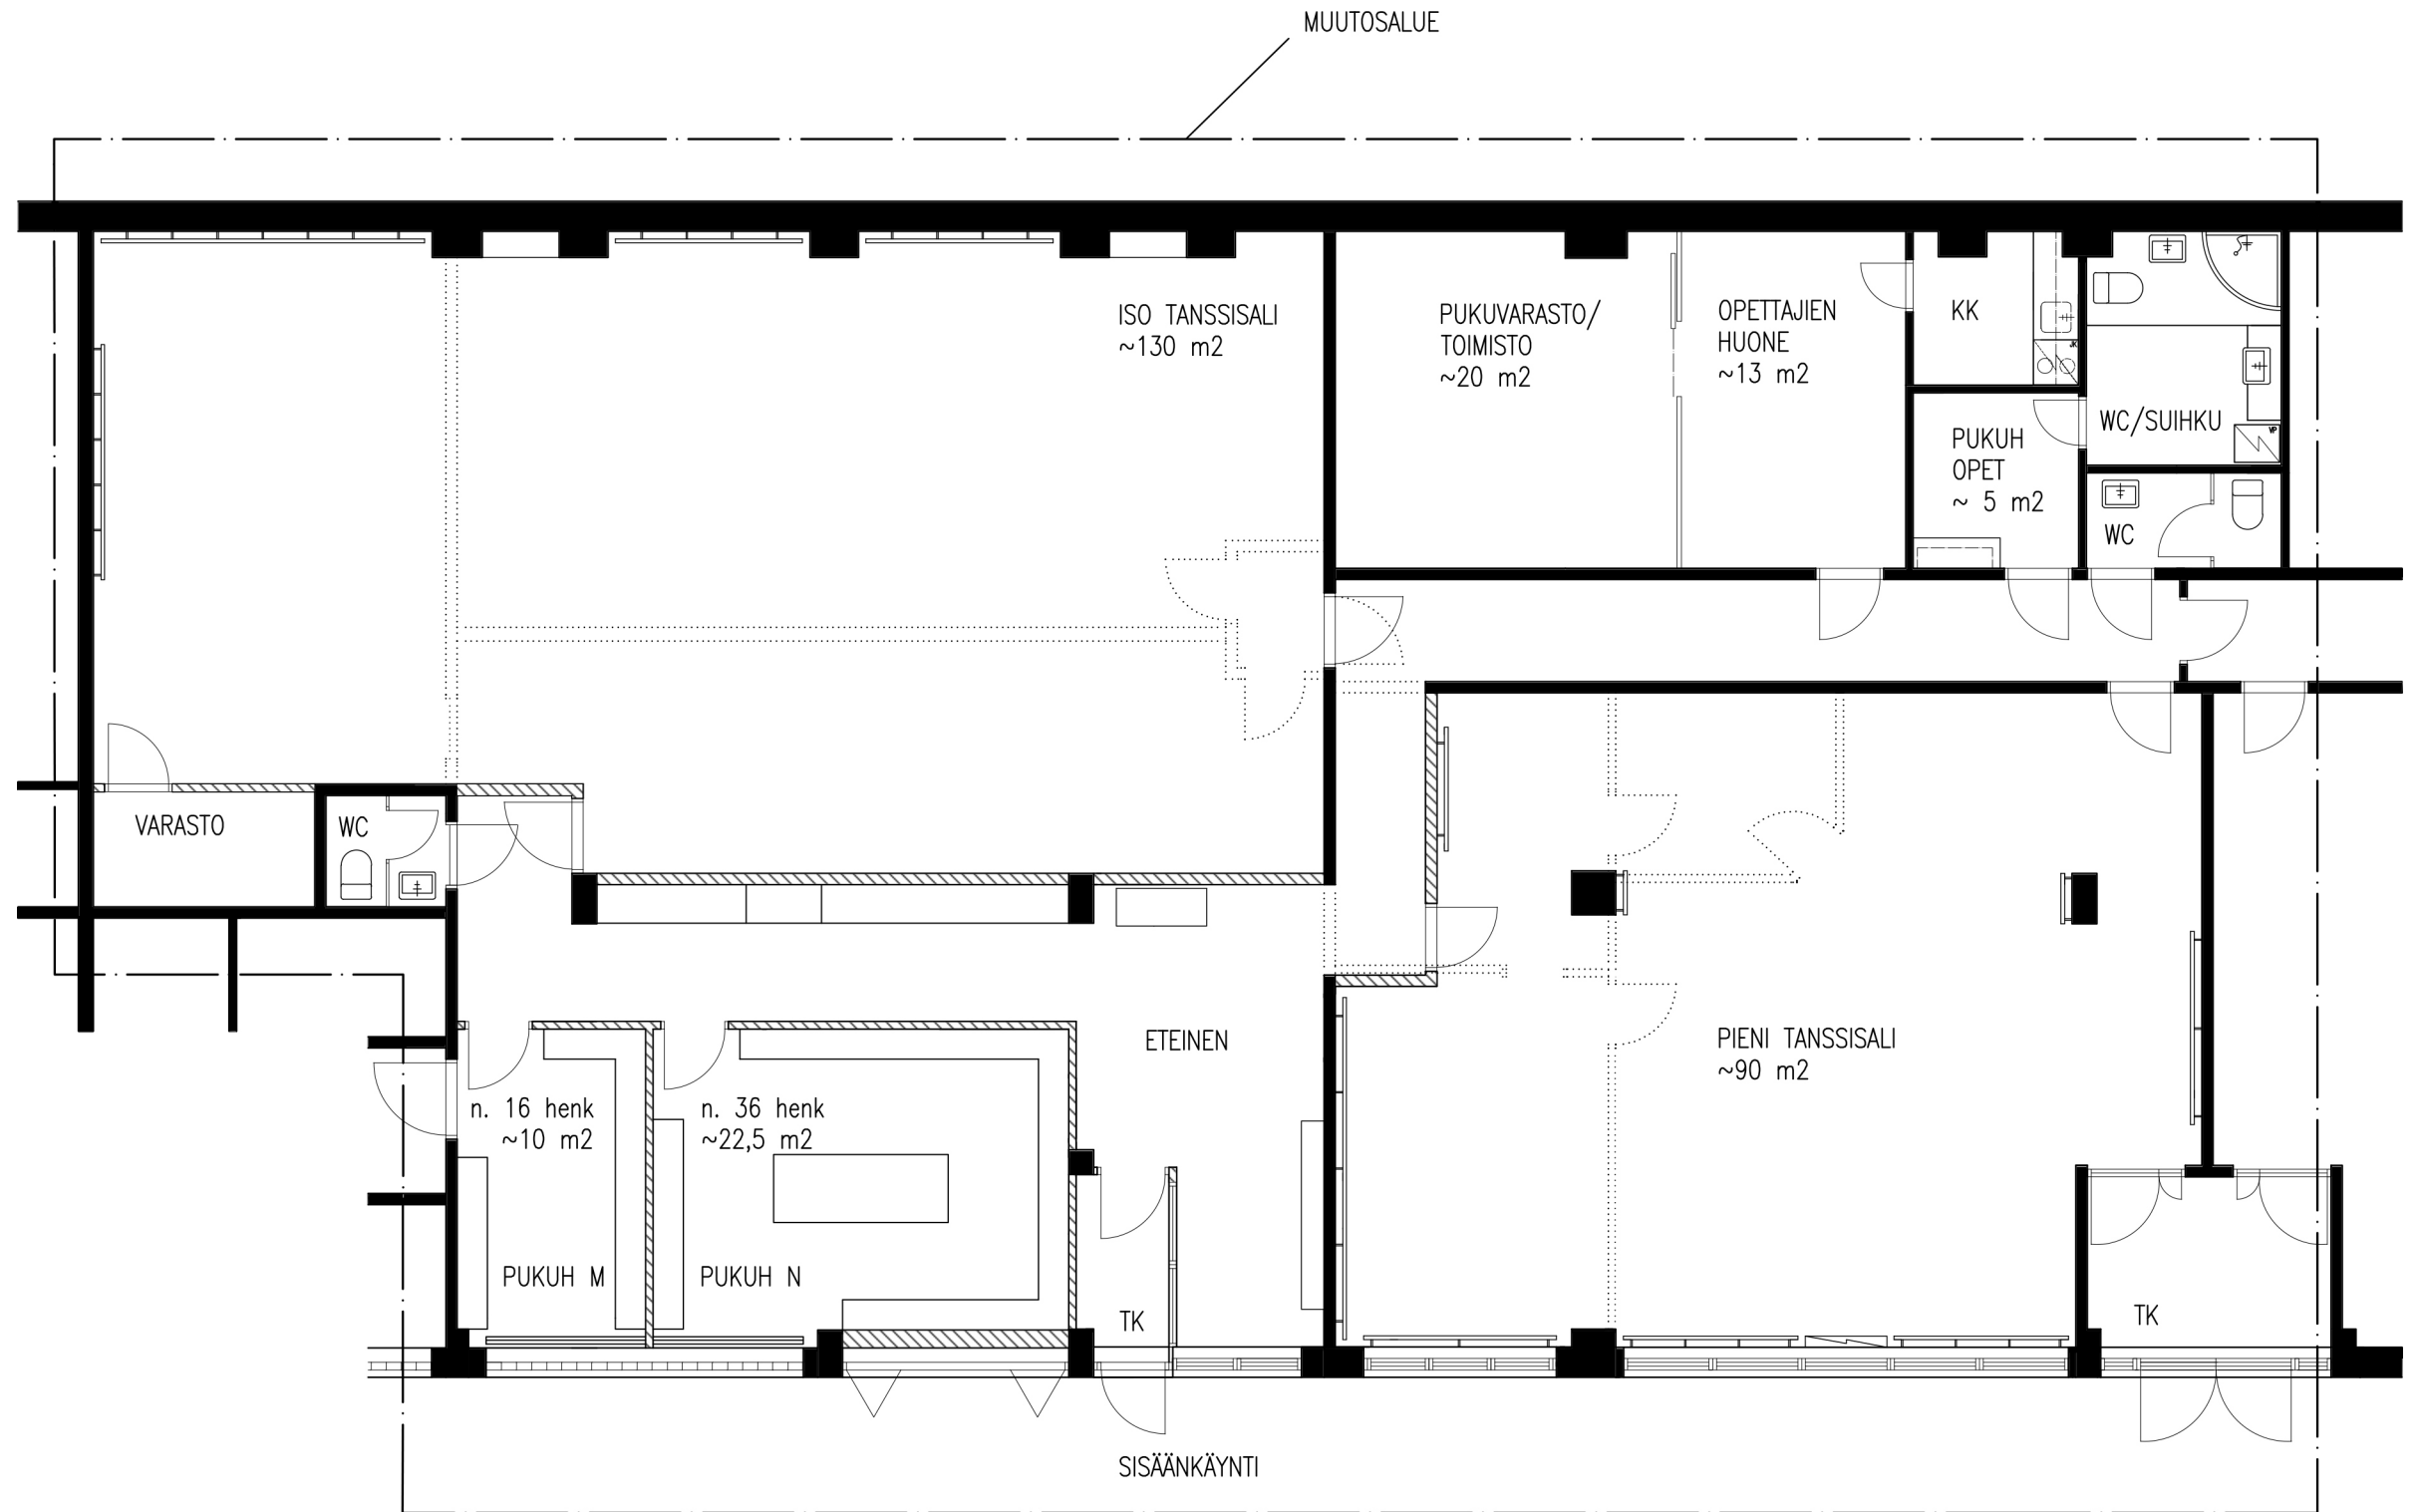 MUUTOSALUE
ISO TANSSISALI
~130 m2
PUKUVARASTO/
TOIMISTO
~20 m2
OPETTAJIEN
HUONE
~13 m2
KK
JK
WC/SUIHKU
VP
PUKUH
OPET
~ 5 m2
WC
VARASTO
WC
ETEINEN
PIENI TANSSISALI
~90 m2
n. 16 henk
~10 m2
n. 36 henk
~22,5 m2
PUKUH M
PUKUH N
TK
TK
SISÄÄNKÄYNTI